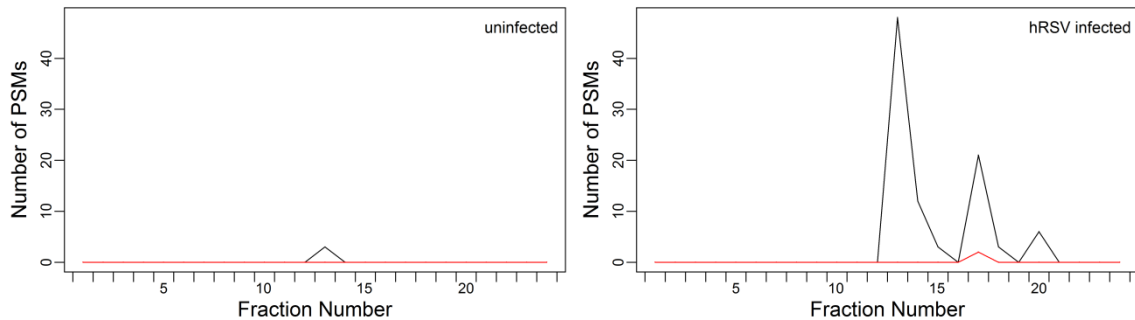 uninfected
Number of PSMs
0 10 20 30 40
5 10 15 20
Fraction Number
hRSV infected
Number of PSMs
0 10 20 30 40
5 10 15 20
Fraction Number